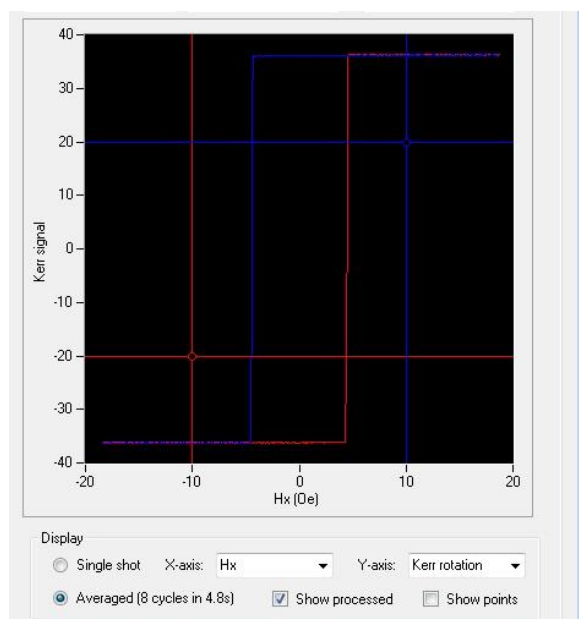 40
30
20
10
0
-10
-20
-30
-40
Kerr signal
-20 -10 0 10 20
Hx (Oe)
Display
Single shot X-axis: Hx Y-axis: Kerr rotation
Averaged (8 cycles in 4.8s) Show processed Show points